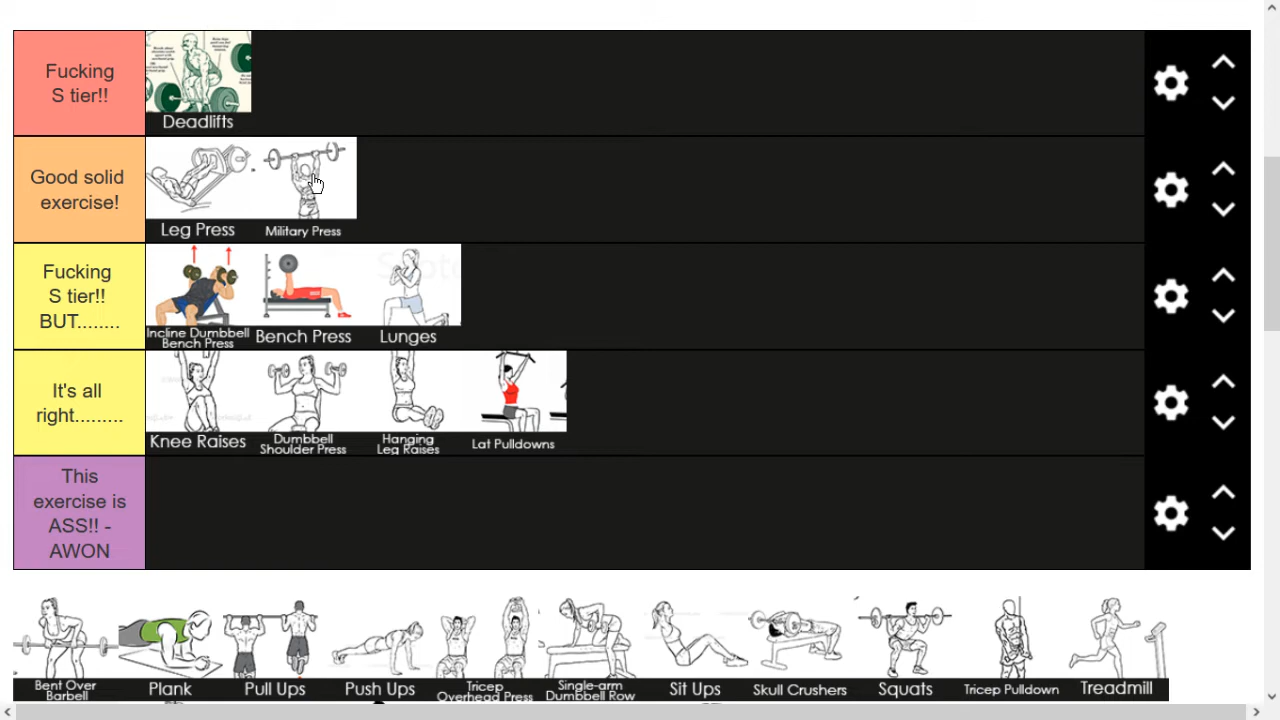 Fucking
S tier!!
Deadlifts
Good solid
exercise!
Leg Press
Military Press
Fucking
S tier!!
BUT........
Incline Dumbbell
Bench Press
Bench Press
Lunges
It's all
right.........
Knee Raises
Dumbbell
Shoulder Press
Hanging
Leg Raises
Lat Pulldowns
This
exercise is
ASS!! -
AWON
Bent Over
Barbell
Plank
Pull Ups
Push Ups
Tricep
Overhead Press
Single-arm
Dumbbell Row
Sit Ups
Skull Crushers
Squats
Tricep Pulldown
Treadmill